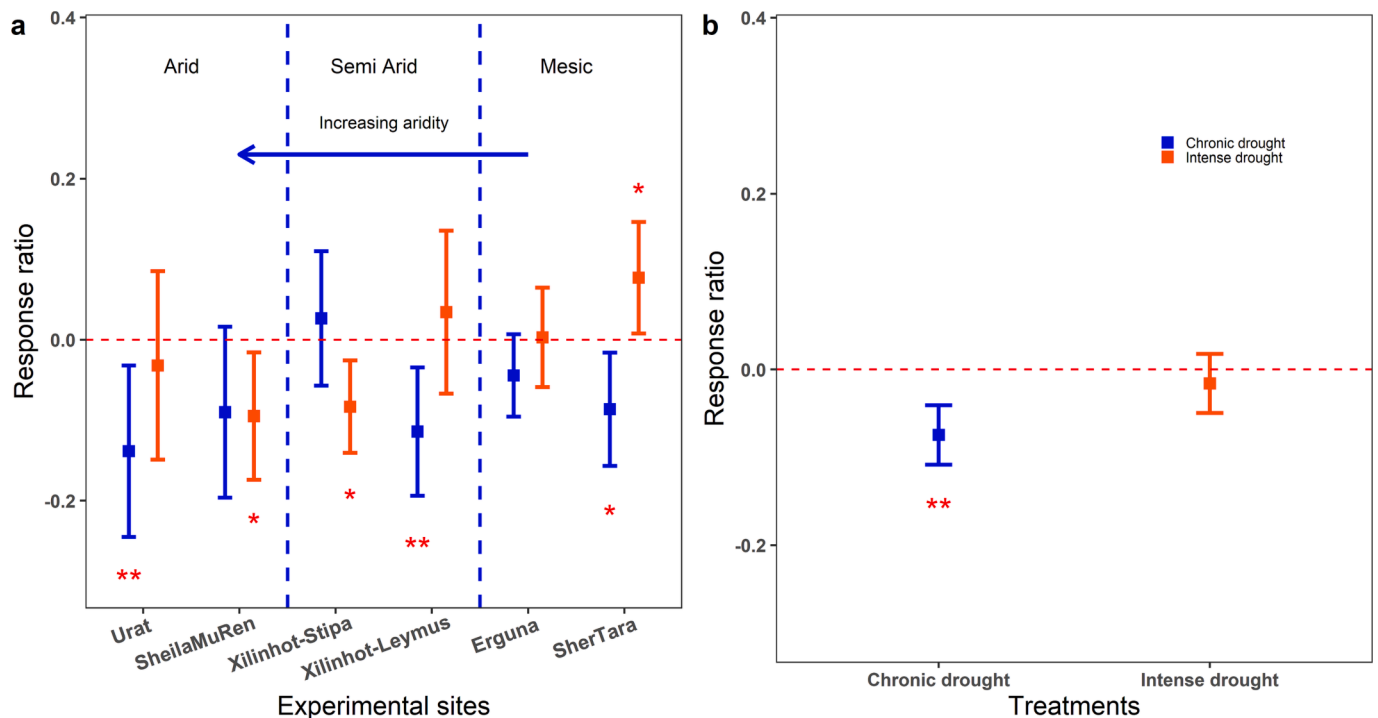 a
Arid
Semi Arid
Mesic
Increasing aridity
Response ratio
0.4
0.2
0.0
-0.2
*
*
*
*
**
**
Urat
SheilaMuRen
Xilinhot-Stipa
Xilinhot-Leymus
Erguna
SherTara
Experimental sites
b
Chronic drought
Intense drought
Response ratio
0.4
0.2
0.0
-0.2
**
Chronic drought
Intense drought
Treatments